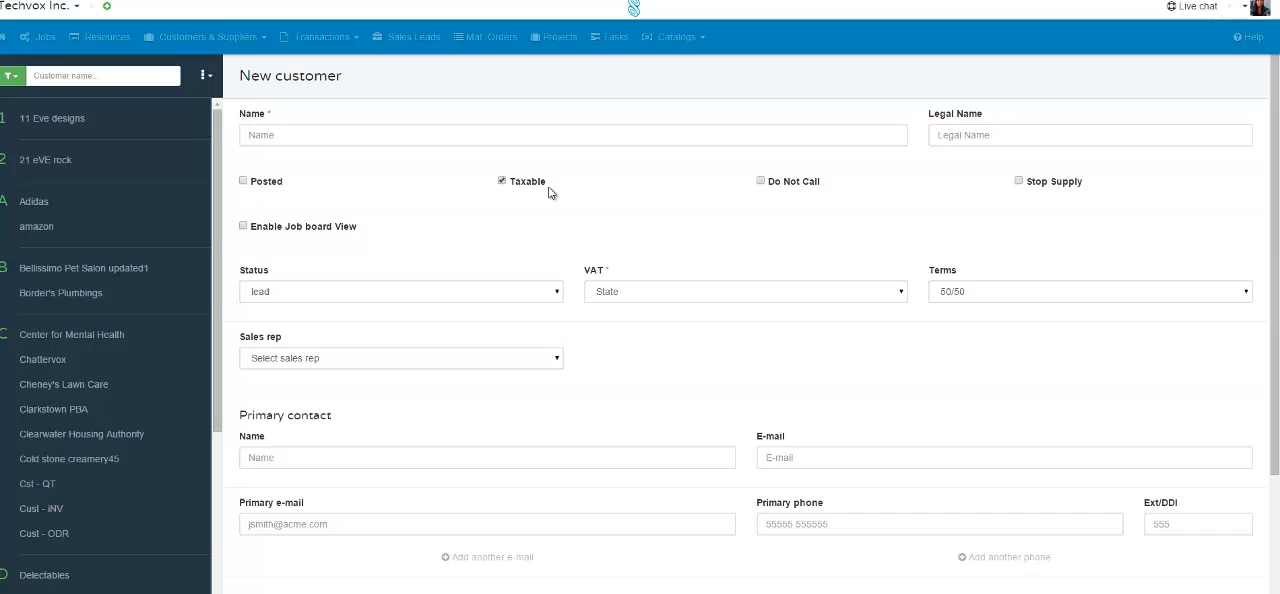 Techvox Inc.
Live chat
Jobs Resources Customers & Suppliers Transactions Sales Leads Mat. Orders Projects Tasks Catalogs Help
Customer name...
1 11 Eve designs
2 21 eVE rock
A Adidas
amazon
B Bellissimo Pet Salon updated1
Border's Plumbings
C Center for Mental Health
Chattervox
Cheney's Lawn Care
Clarkstown PBA
Clearwater Housing Authority
Cold stone creamery45
Cst - QT
Cust - iNV
Cust - ODR
D Delectables
New customer
Name * Legal Name
Name Legal Name
Posted Taxable Do Not Call Stop Supply
Enable Job board View
Status VAT * Terms
lead State 50/50
Sales rep
Select sales rep
Primary contact
Name E-mail
Name E-mail
Primary e-mail Primary phone Ext/DDI
jsmith@acme.com 55555 555555 555
Add another e-mail Add another phone